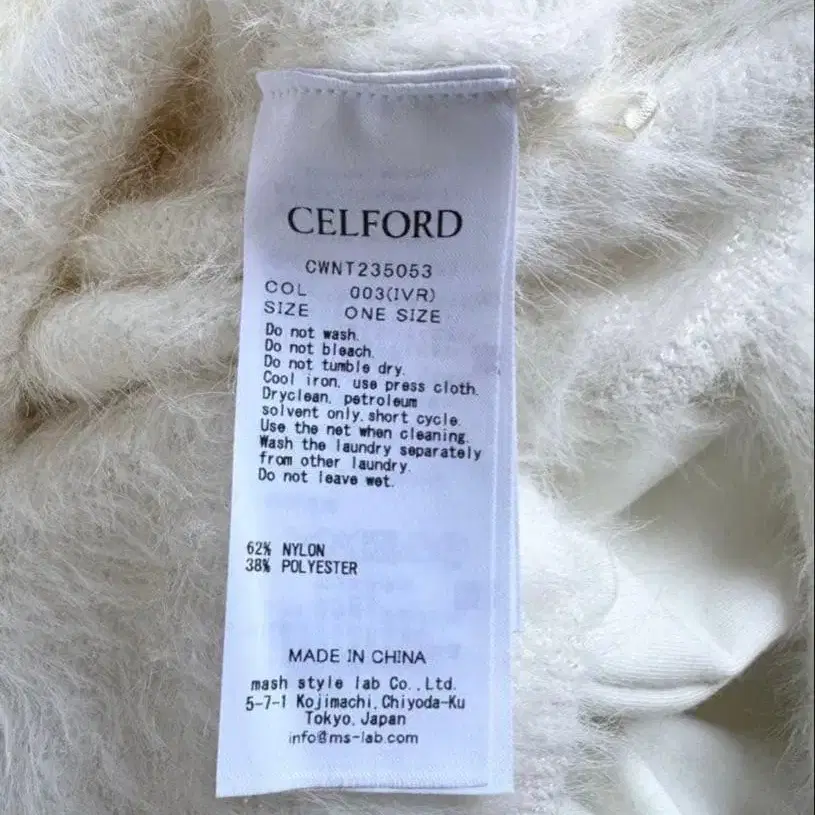 CELFORD
CWNT235053
COL 003(IVR)
SIZE ONE SIZE
Do not wash.
Do not bleach.
Do not tumble dry.
Cool iron, use press cloth.
Dryclean, petroleum
solvent only, short cycle.
Use the net when cleaning.
Wash the laundry separately
from other laundry.
Do not leave wet.
62% NYLON
38% POLYESTER
MADE IN CHINA
mash style lab Co.,Ltd.
5-7-1 Kojimachi,Chiyoda-Ku
Tokyo,Japan
info@ms-lab.com